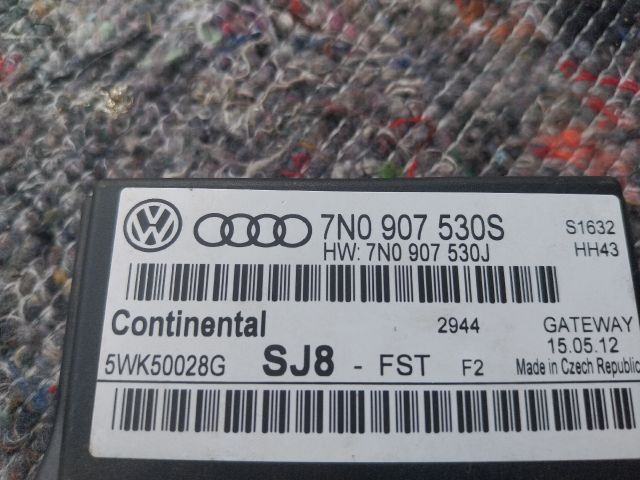 7N0 907 530S S1632
HW: 7N0 907 530J HH43
Continental 2944 GATEWAY
15.05.12
5WK50028G SJ8 - FST F2 Made in Czech Republic